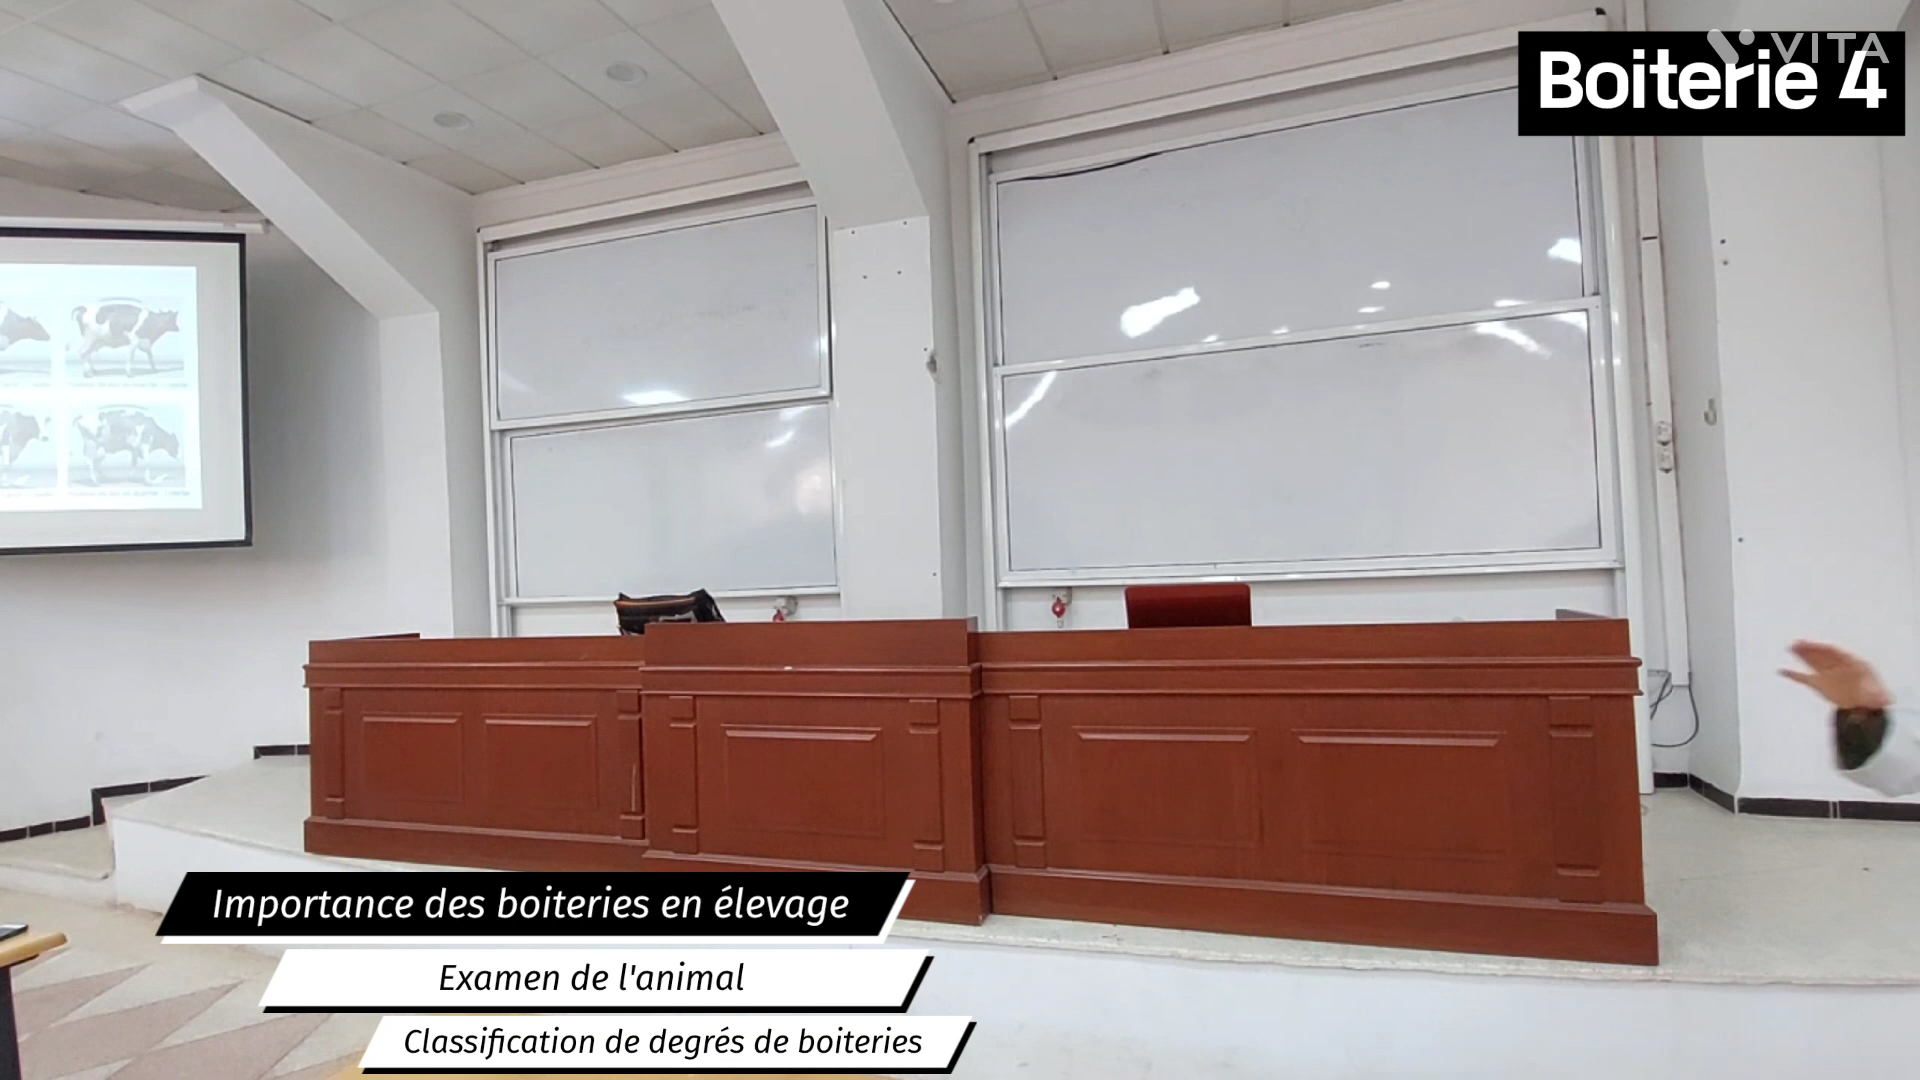 VITA
Boiterie 4
Importance des boiteries en élevage
Examen de l'animal
Classification de degrés de boiteries